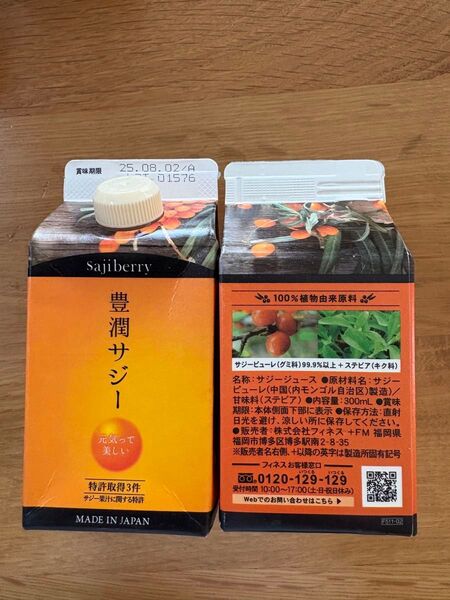 賞味期限
25.08.02/A
LOT 01576
Sajiberry
豊潤サジー
元気って
美しい
特許取得3件
サジー果汁に関する特許
MADE IN JAPAN
100%植物由来原料
サジーピューレ(グミ科)99.9%以上+ステビア(キク科)
名称:サジージュース ●原材料名:サジー
ピューレ(中国(内モンゴル自治区)製造)/
甘味料(ステビア) ●内容量:300mL ●賞味
期限:本体側面下部に表示 ●保存方法:直射
日光を避け、涼しい所に保存してください。
●販売者:株式会社フィネス +FM 福岡県
福岡市博多区博多駅南2-8-35
※販売者名右側、+以降の英字は製造所固有記号
フィネスお客様窓口
いつくる いつくる
0120-129-129
受付時間 10:00〜17:00(土・日・祝日休み)
Webでのお問い合わせはこちら
FS11-02